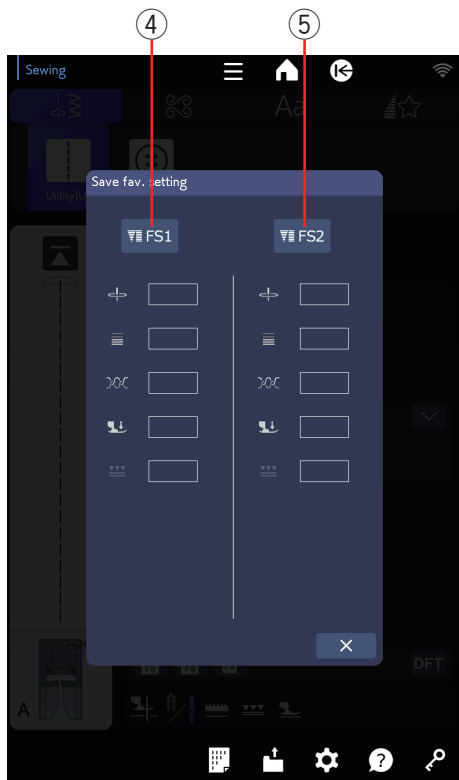 ④ ⑤
Sewing
Aa
Utility [U
Save fav. setting
FS1 FS2
DFT
A
?